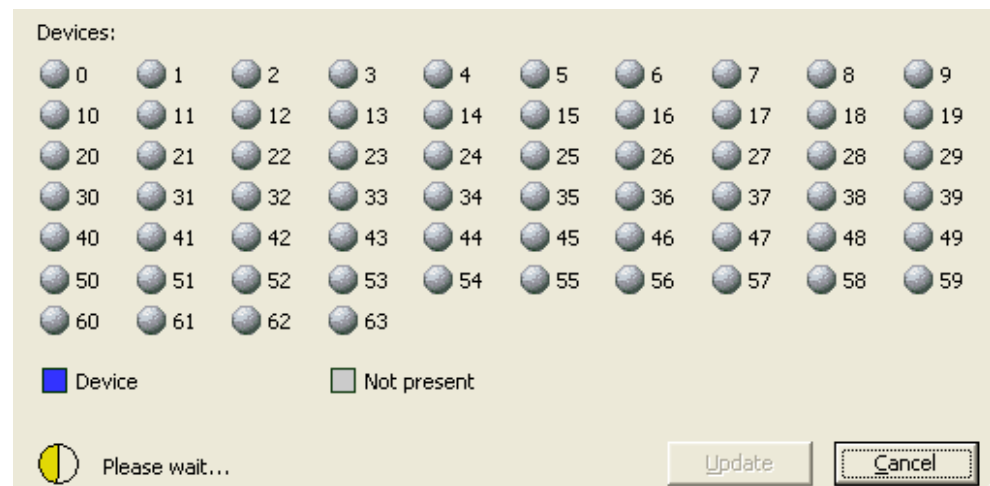 Devices:
0 1 2 3 4 5 6 7 8 9
10 11 12 13 14 15 16 17 18 19
20 21 22 23 24 25 26 27 28 29
30 31 32 33 34 35 36 37 38 39
40 41 42 43 44 45 46 47 48 49
50 51 52 53 54 55 56 57 58 59
60 61 62 63
Device Not present
Please wait... Update Cancel